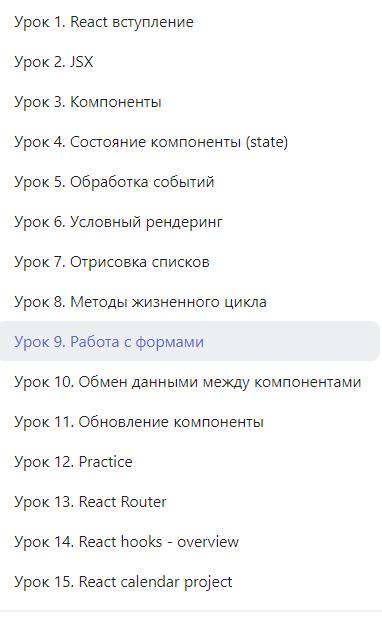 Урок 1. React вступление
Урок 2. JSX
Урок 3. Компоненты
Урок 4. Состояние компоненты (state)
Урок 5. Обработка событий
Урок 6. Условный рендеринг
Урок 7. Отрисовка списков
Урок 8. Методы жизненного цикла
Урок 9. Работа с формами
Урок 10. Обмен данными между компонентами
Урок 11. Обновление компоненты
Урок 12. Practice
Урок 13. React Router
Урок 14. React hooks - overview
Урок 15. React calendar project